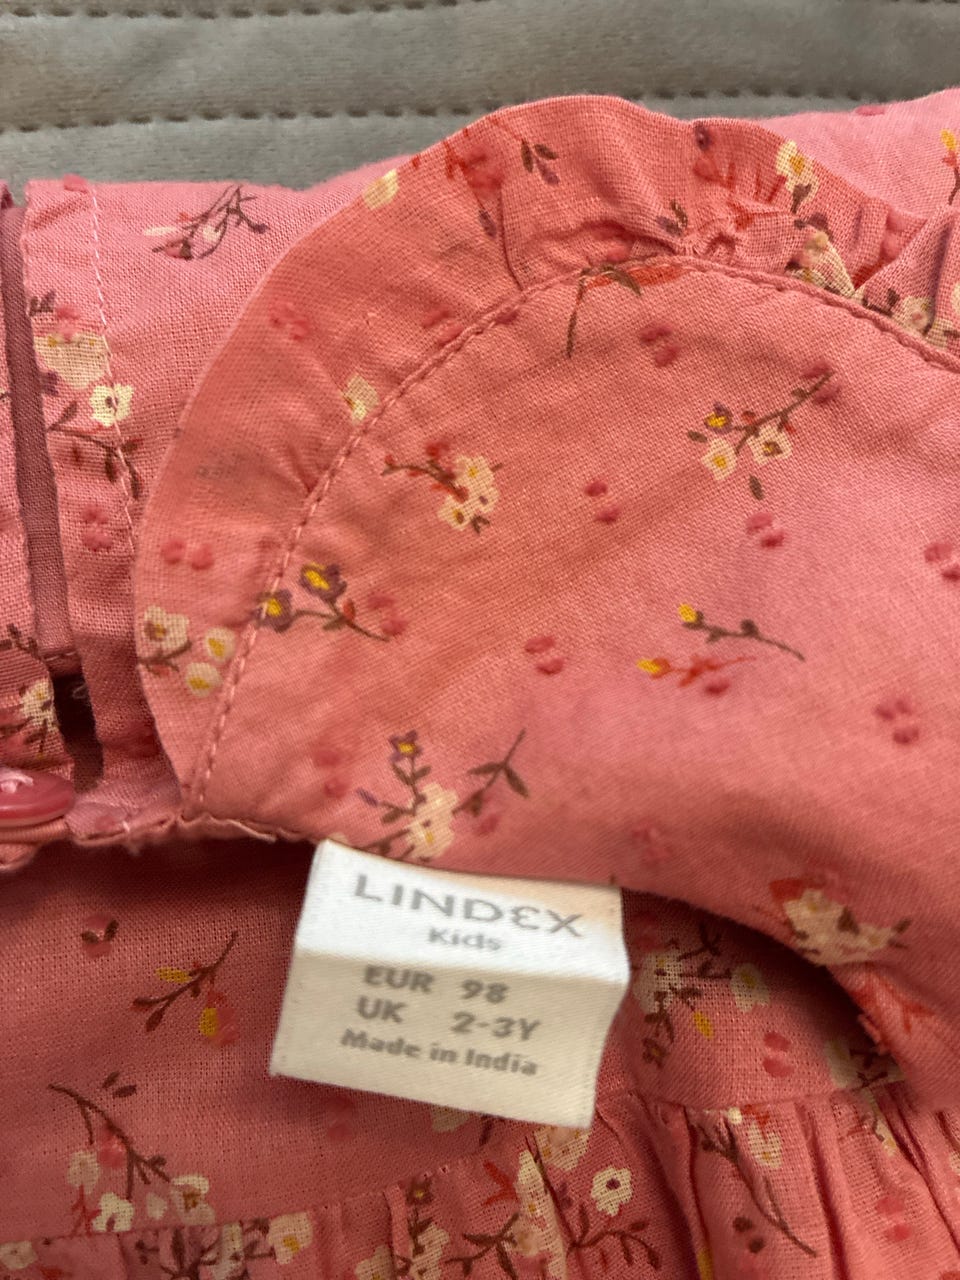 LINDEX
Kids
EUR 98
UK 2-3Y
Made in India